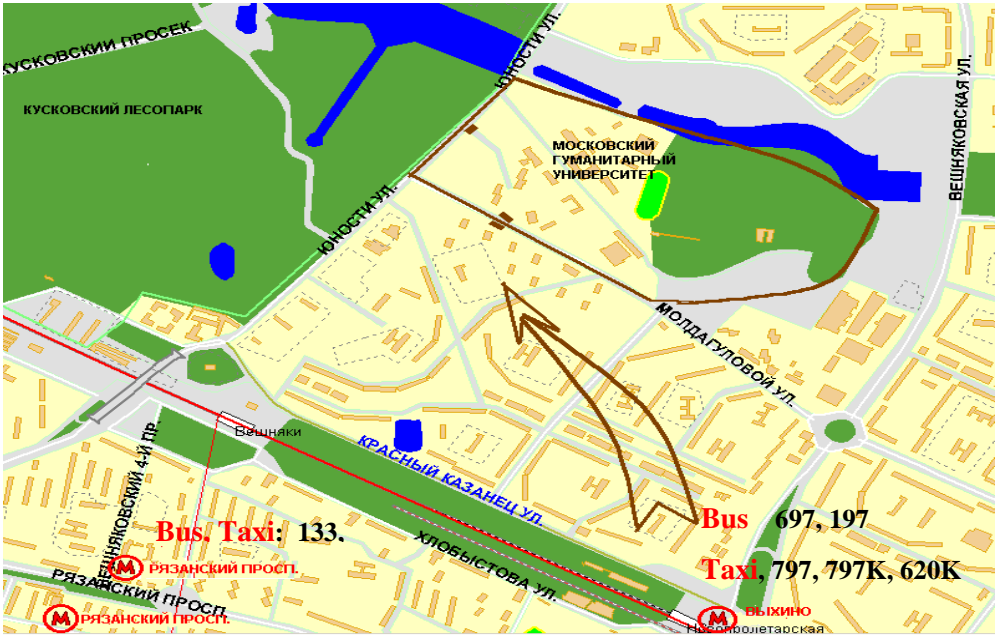 КУСКОВСКИЙ ПРОСЕК
ЮНОСТИ УЛ.
ВЕШНЯКОВСКАЯ УЛ.
КУСКОВСКИЙ ЛЕСОПАРК
МОСКОВСКИЙ
ГУМАНИТАРНЫЙ
УНИВЕРСИТЕТ
ЮНОСТИ УЛ.
МОЛДАГУЛОВОЙ УЛ.
Вешняки
КРАСНЫЙ КАЗАНЕЦ УЛ.
ВЕШНЯКОВСКИЙ 4-Й ПР.
Bus 697, 197
Bus, Taxi: 133.
ХЛОБЫСТОВА УЛ.
Taxi, 797, 797K, 620K
М РЯЗАНСКИЙ ПРОСП.
РЯЗАНСКИЙ ПРОСП.
М РЯЗАНСКИЙ ПРОСП.
М ВЫХИНО
Новопролетарская